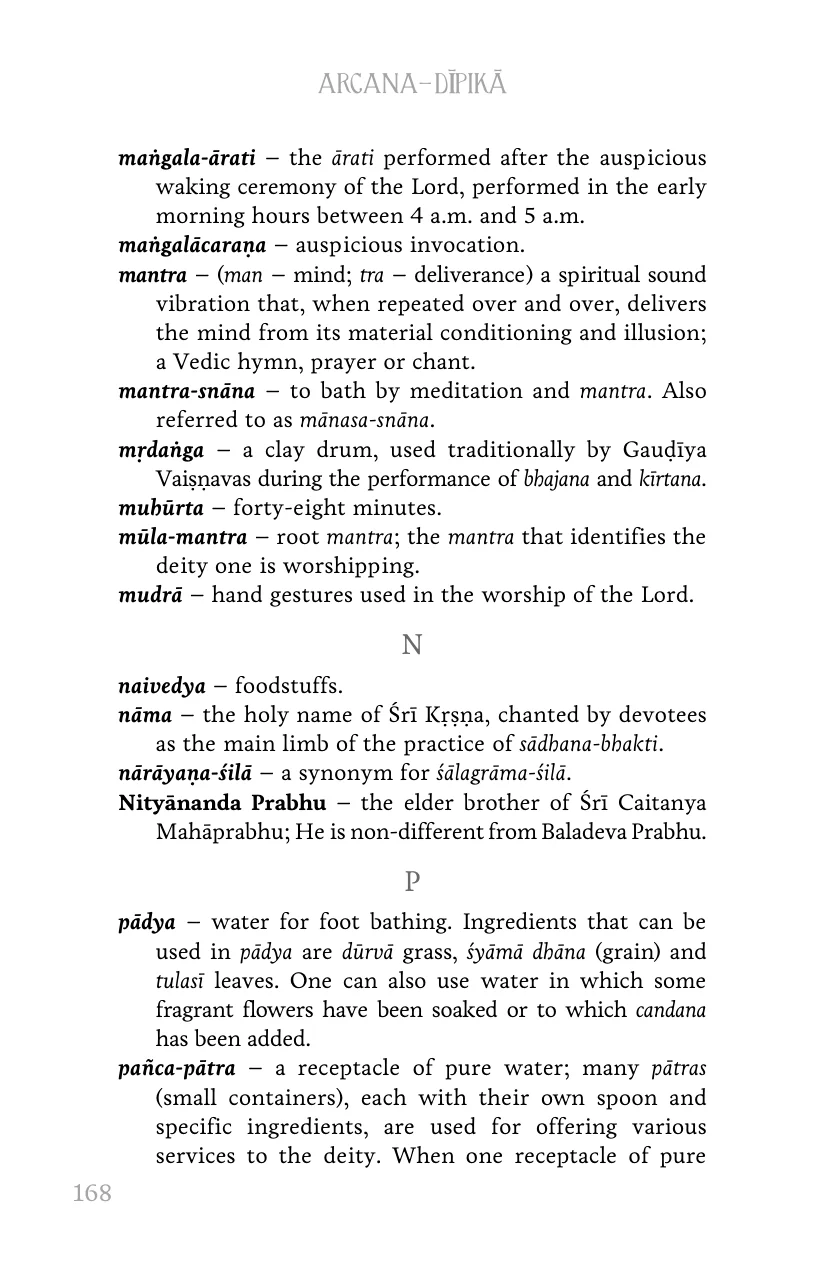 ARCANA–DĪPIKĀ
maṅgala-ārati – the ārati performed after the auspicious
waking ceremony of the Lord, performed in the early
morning hours between 4 a.m. and 5 a.m.
maṅgalācaraṇa – auspicious invocation.
mantra – (man – mind; tra – deliverance) a spiritual sound
vibration that, when repeated over and over, delivers
the mind from its material conditioning and illusion;
a Vedic hymn, prayer or chant.
mantra-snāna – to bath by meditation and mantra. Also
referred to as mānasa-snāna.
mṛdaṅga – a clay drum, used traditionally by Gauḍīya
Vaiṣṇavas during the performance of bhajana and kīrtana.
muhūrta – forty-eight minutes.
mūla-mantra – root mantra; the mantra that identifies the
deity one is worshipping.
mudrā – hand gestures used in the worship of the Lord.
N
naivedya – foodstuffs.
nāma – the holy name of Śrī Kṛṣṇa, chanted by devotees
as the main limb of the practice of sādhana-bhakti.
nārāyaṇa-śilā – a synonym for śālagrāma-śilā.
Nityānanda Prabhu – the elder brother of Śrī Caitanya
Mahāprabhu; He is non-different from Baladeva Prabhu.
P
pādya – water for foot bathing. Ingredients that can be
used in pādya are dūrvā grass, śyāmā dhāna (grain) and
tulasī leaves. One can also use water in which some
fragrant flowers have been soaked or to which candana
has been added.
pañca-pātra – a receptacle of pure water; many pātras
(small containers), each with their own spoon and
specific ingredients, are used for offering various
services to the deity. When one receptacle of pure
168